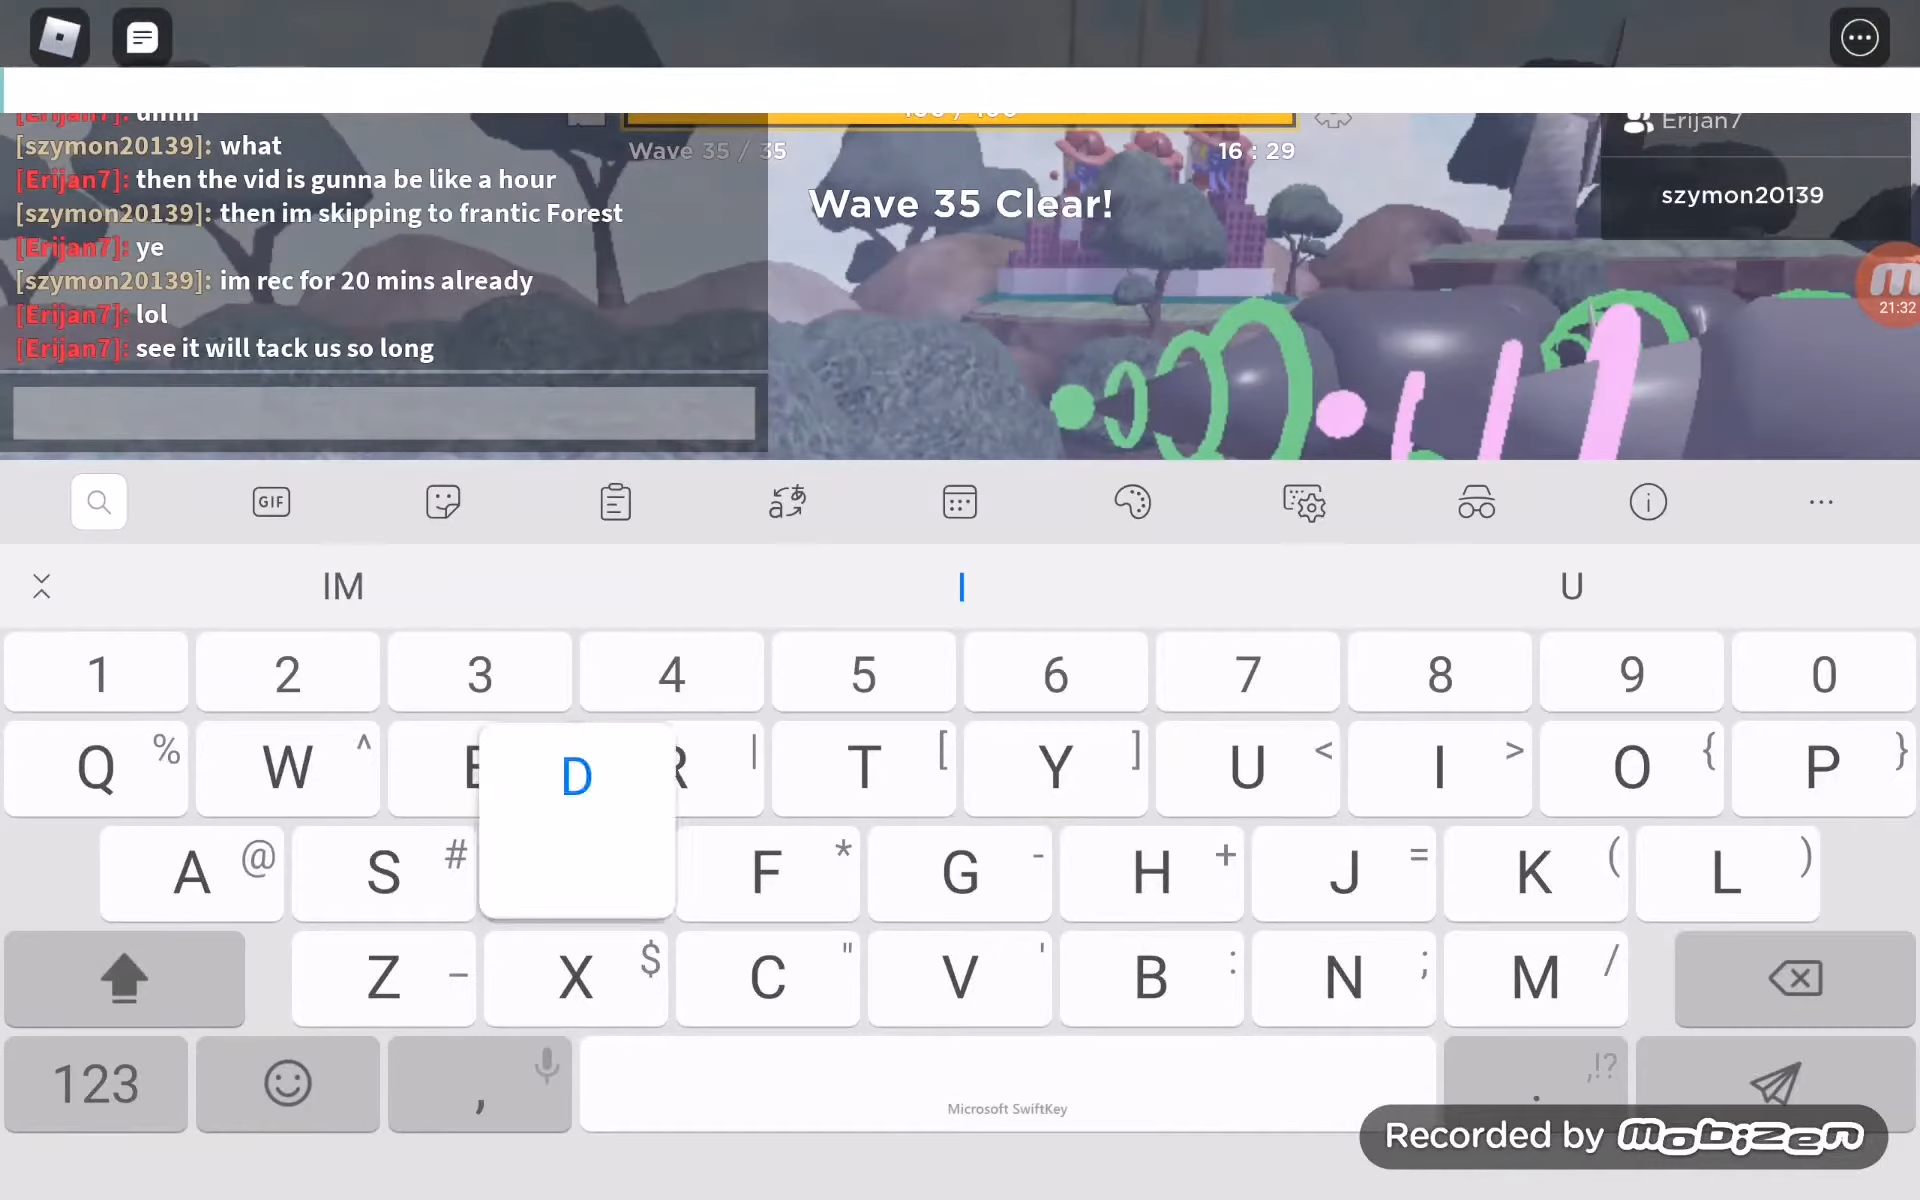 [szymon20139]: what
[Erijan7]: then the vid is gunna be like a hour
[szymon20139]: then im skipping to frantic Forest
[Erijan7]: ye
[szymon20139]: im rec for 20 mins already
[Erijan7]: lol
[Erijan7]: see it will tack us so long
Wave 35 / 35
16 : 29
Wave 35 Clear!
Erijan7
szymon20139
21:32
GIF
IM I U
1 2 3 4 5 6 7 8 9 0
Q % W ^ E R | T [ Y ] U < I > O { P }
D
A @ S # F * G - H + J = K ( L )
Z _ X $ C " V ' B : N ; M /
123 , . ,!?
Microsoft SwiftKey
Recorded by mobizen